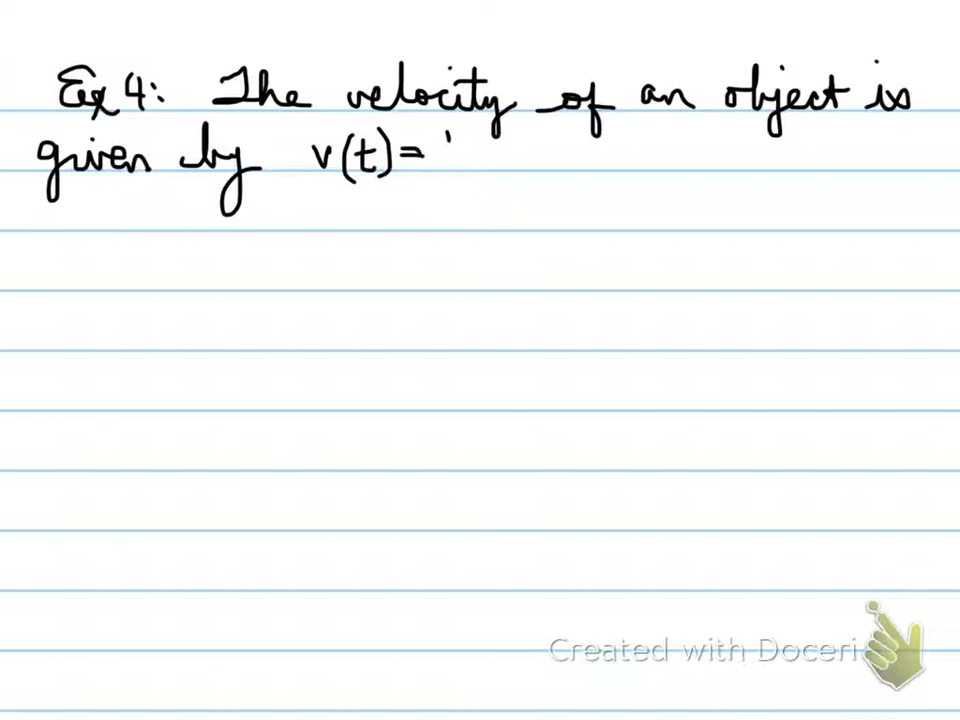 Ex 4: The velocity of an object is
given by v(t)=
Created with Doceri